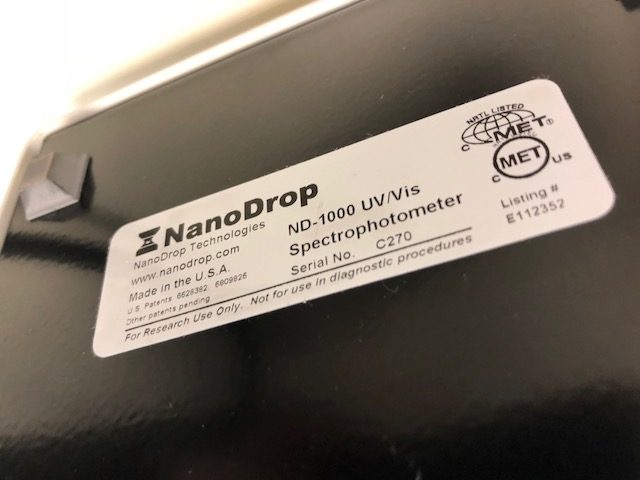 NanoDrop
NanoDrop Technologies
www.nanodrop.com
Made in the U.S.A.
U.S. Patents 6628382, 6809826
Other patents pending
ND-1000 UV/Vis
Spectrophotometer
Serial No. C270
For Research Use Only. Not for use in diagnostic procedures
NRTL LISTED
C MET®
C MET US
Listing #
E112352